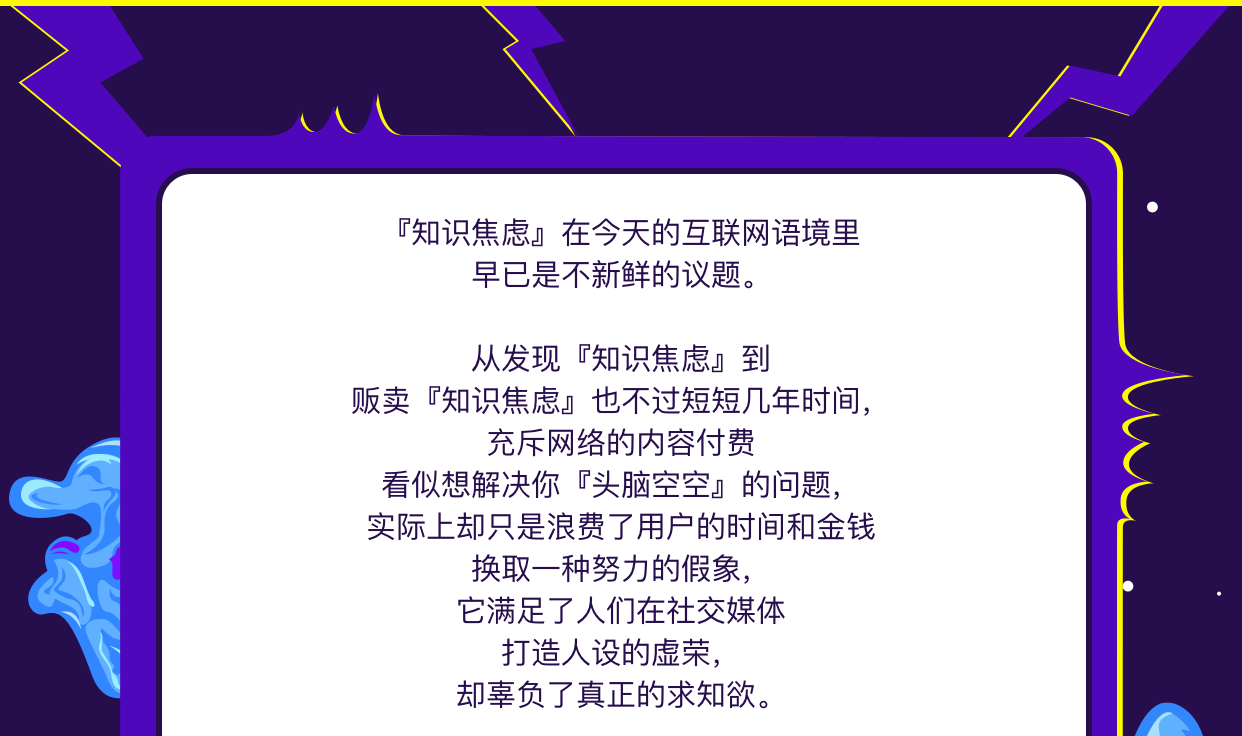 『知识焦虑』在今天的互联网语境里
早已是不新鲜的议题。
从发现『知识焦虑』到
贩卖『知识焦虑』也不过短短几年时间，
充斥网络的内容付费
看似想解决你『头脑空空』的问题，
实际上却只是浪费了用户的时间和金钱
换取一种努力的假象，
它满足了人们在社交媒体
打造人设的虚荣，
却辜负了真正的求知欲。